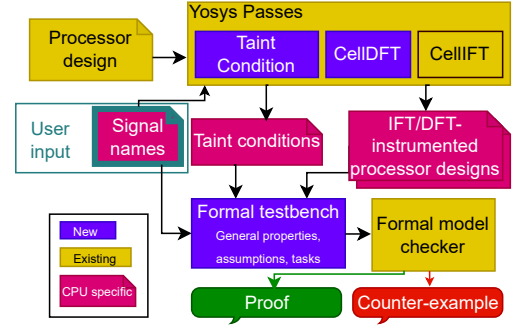 Yosys Passes
Processor
design
Taint
Condition
CellDFT
CellIFT
User
input
Signal
names
Taint conditions
IFT/DFT-
instrumented
processor designs
Formal testbench
General properties,
assumptions, tasks
Formal model
checker
New
Existing
CPU specific
Proof
Counter-example